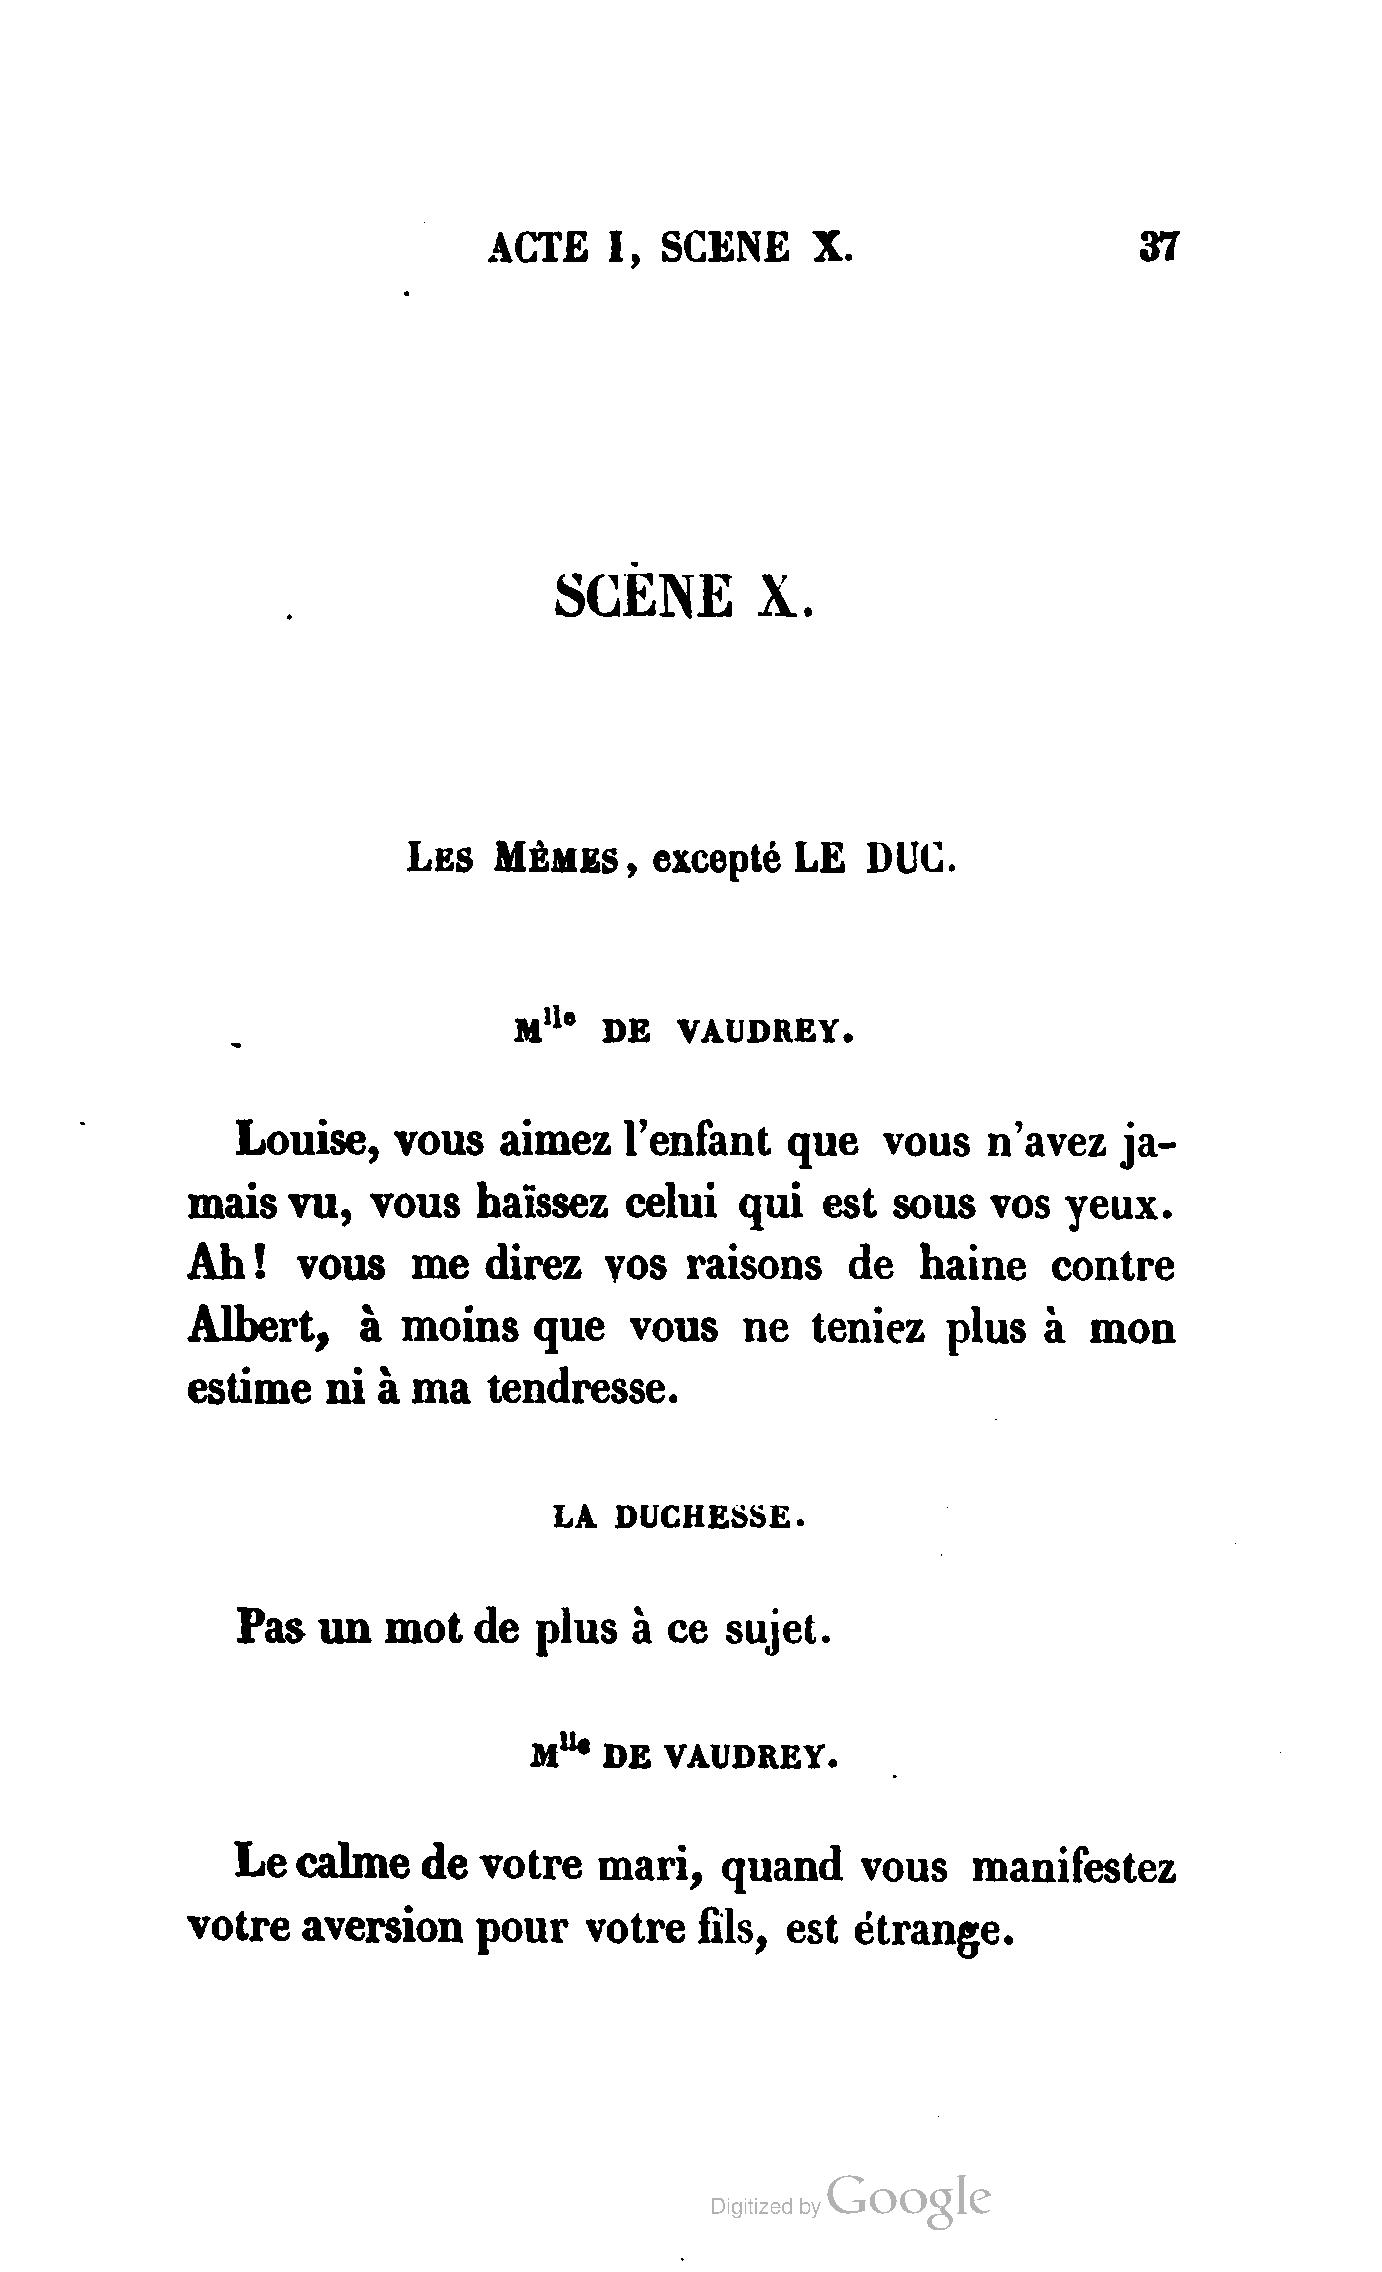 ACTE I, SCENE X. 37
SCÈNE X.
LES MÊMES, excepté LE DUC.
Mlle DE VAUDREY.
Louise, vous aimez l'enfant que vous n'avez ja-
mais vu, vous haïssez celui qui est sous vos yeux.
Ah! vous me direz vos raisons de haine contre
Albert, à moins que vous ne teniez plus à mon
estime ni à ma tendresse.
LA DUCHESSE.
Pas un mot de plus à ce sujet.
Mlle DE VAUDREY.
Le calme de votre mari, quand vous manifestez
votre aversion pour votre fils, est étrange.
Digitized by Google